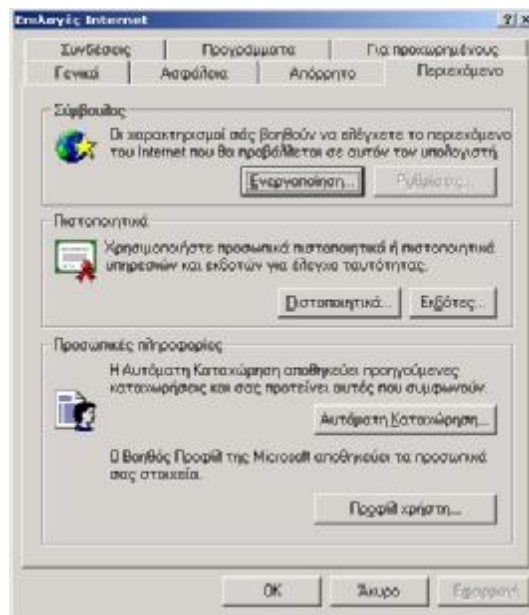 Επιλογές Internet
Συνδέσεις Προγράμματα Για προχωρημένους
Γενικά Ασφάλεια Απόρρητο Περιεχόμενο
Σύμβουλος
Οι χαρακτηρισμοί σάς βοηθούν να ελέγχετε το περιεχόμενο
του Internet που θα προβάλλεται σε αυτόν τον υπολογιστή.
Ενεργοποίηση... Ρυθμίσεις...
Πιστοποιητικά
Χρησιμοποιήστε προσωπικά πιστοποιητικά ή πιστοποιητικά
υπηρεσιών και εκδοτών για έλεγχο ταυτότητας.
Πιστοποιητικά... Εκδότες...
Προσωπικές πληροφορίες
Η Αυτόματη Καταχώρηση αποθηκεύει προηγούμενες
καταχωρήσεις και σας προτείνει αυτές που συμφωνούν.
Αυτόματη Καταχώρηση...
Ο Βοηθός Προφίλ της Microsoft αποθηκεύει τα προσωπικά
σας στοιχεία.
Προφίλ χρήστη...
OK Άκυρο Εφαρμογή